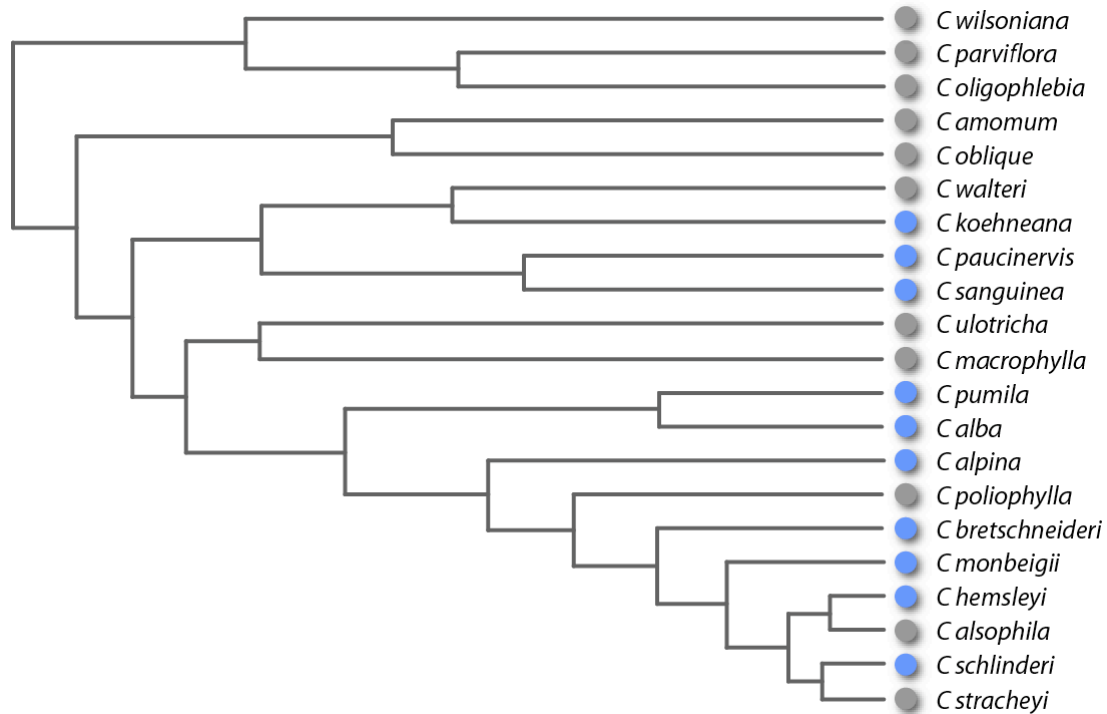 C wilsoniana
C parviflora
C oligophlebia
C amomum
C oblique
C walteri
C koehneana
C paucinervis
C sanguinea
C ulotricha
C macrophylla
C pumila
C alba
C alpina
C poliophylla
C bretschneideri
C monbeigii
C hemsleyi
C alsophila
C schlinderi
C stracheyi